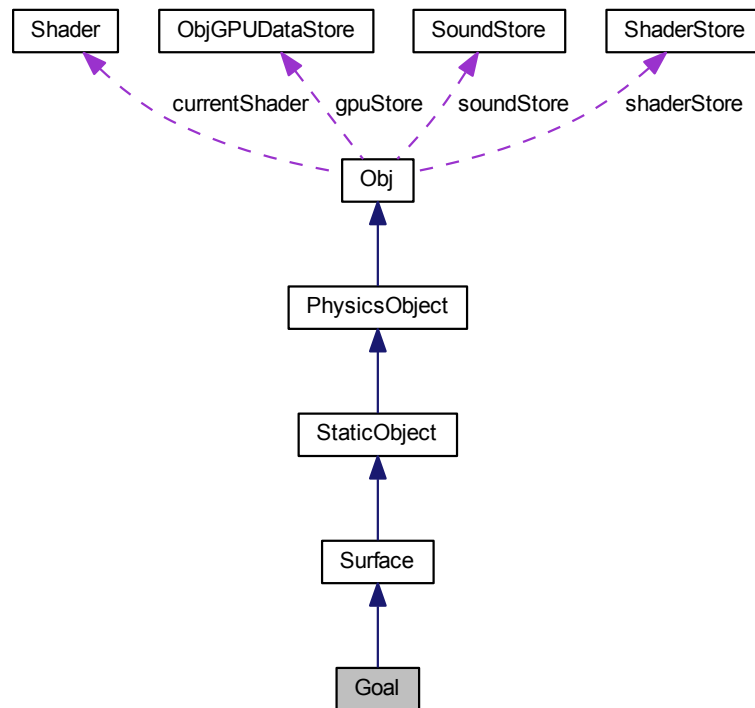 Shader
ObjGPUDataStore
SoundStore
ShaderStore
currentShader
gpuStore
soundStore
shaderStore
Obj
PhysicsObject
StaticObject
Surface
Goal